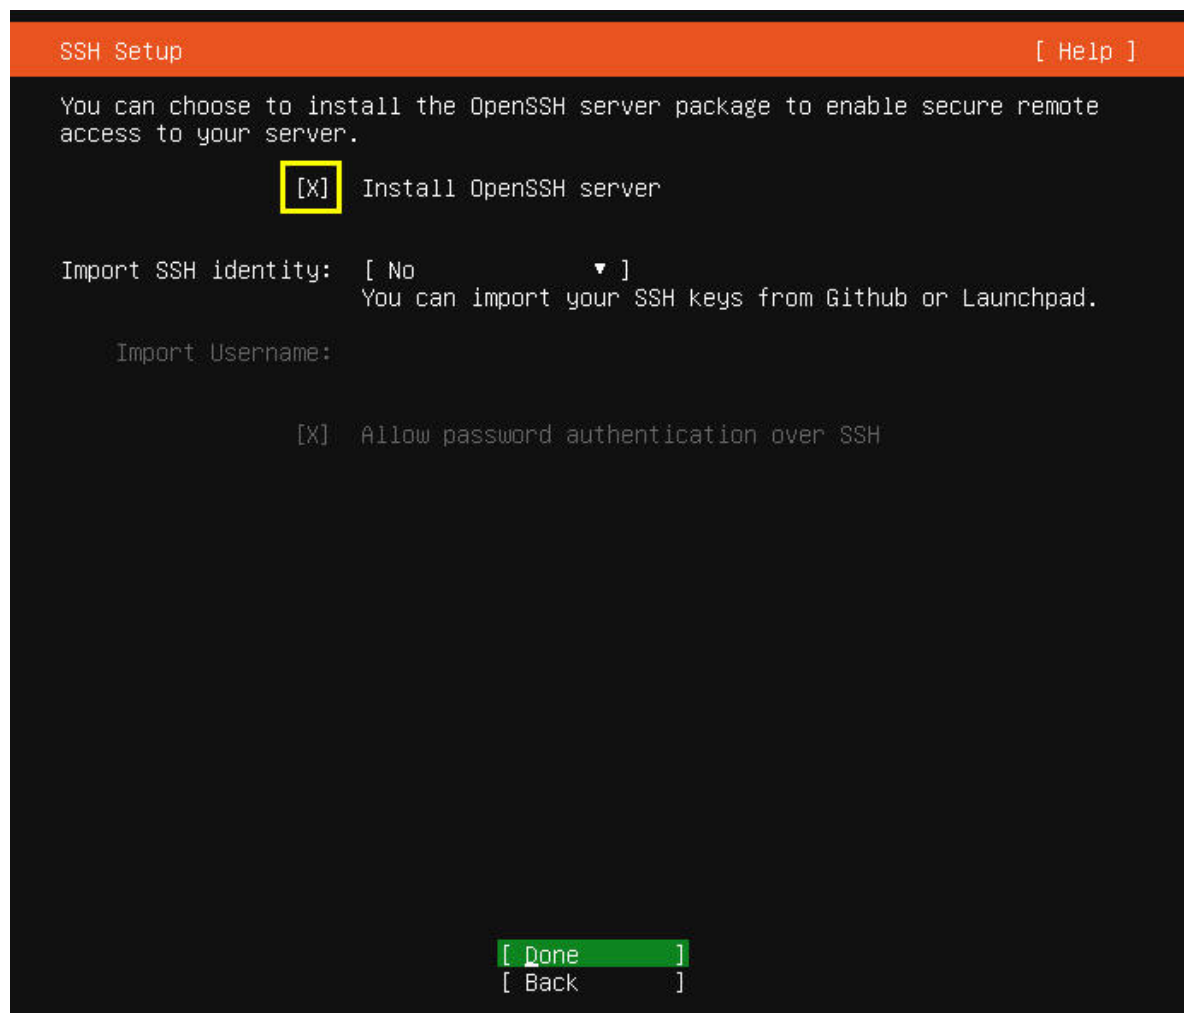 SSH Setup [ Help ]
You can choose to install the OpenSSH server package to enable secure remote
access to your server.
[X] Install OpenSSH server
Import SSH identity: [ No ▾ ]
You can import your SSH keys from Github or Launchpad.
Import Username:
[X] Allow password authentication over SSH
[ Done ]
[ Back ]